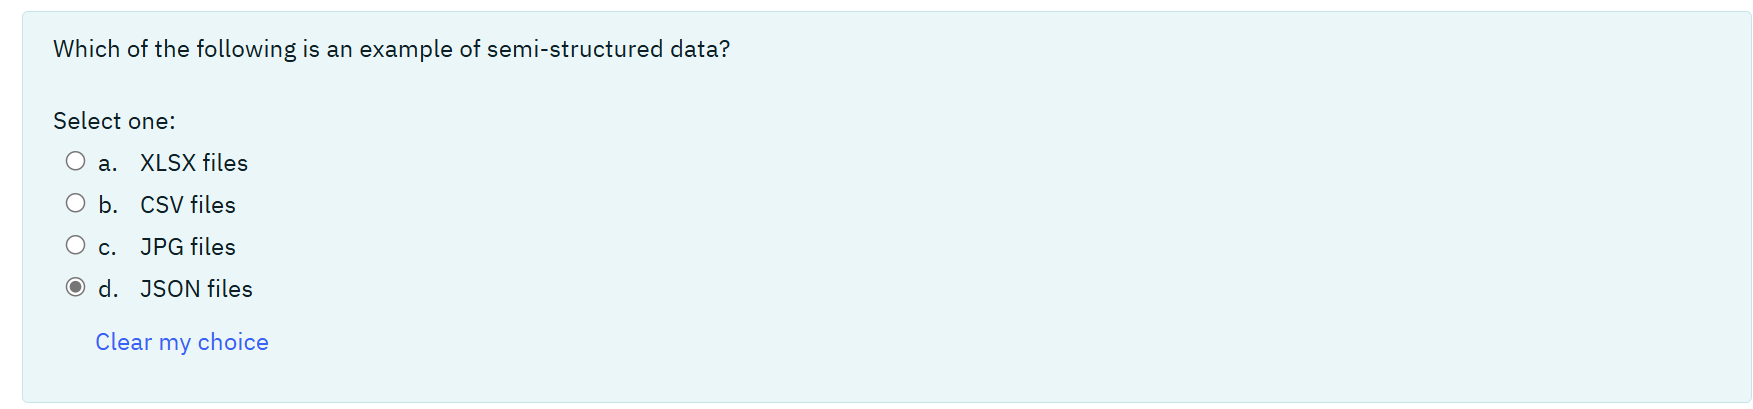 Which of the following is an example of semi-structured data?
Select one:
a. XLSX files
b. CSV files
c. JPG files
d. JSON files
Clear my choice